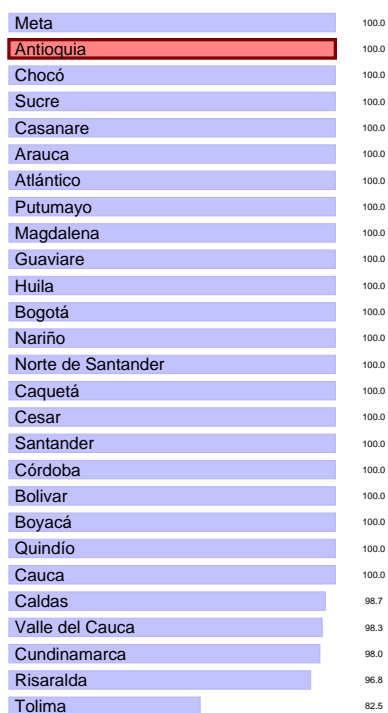 Meta 100.0
Antioquia 100.0
Chocó 100.0
Sucre 100.0
Casanare 100.0
Arauca 100.0
Atlántico 100.0
Putumayo 100.0
Magdalena 100.0
Guaviare 100.0
Huila 100.0
Bogotá 100.0
Nariño 100.0
Norte de Santander 100.0
Caquetá 100.0
Cesar 100.0
Santander 100.0
Córdoba 100.0
Bolivar 100.0
Boyacá 100.0
Quindío 100.0
Cauca 100.0
Caldas 98.7
Valle del Cauca 98.3
Cundinamarca 98.0
Risaralda 96.8
Tolima 82.5